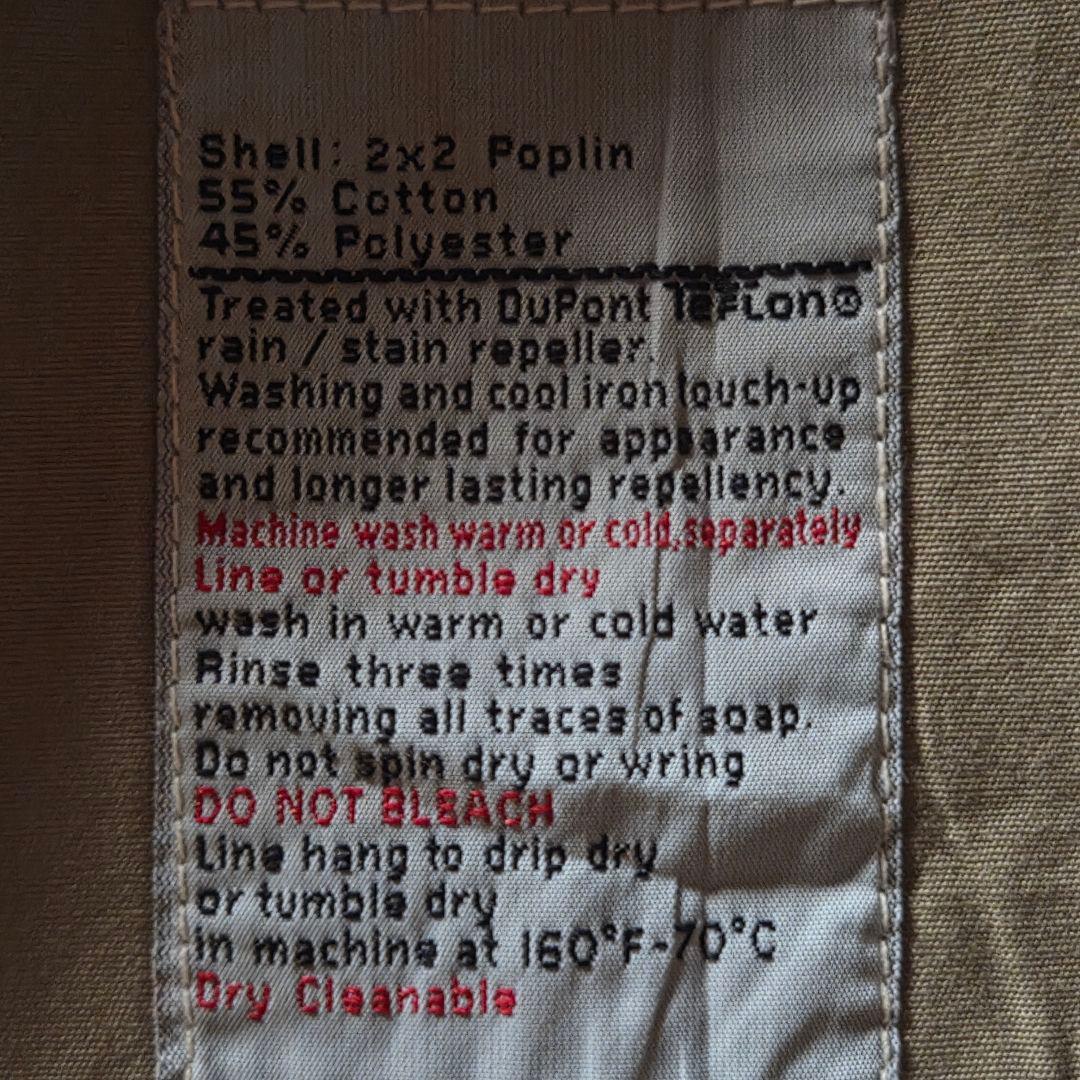 Shell: 2x2 Poplin
55% Cotton
45% Polyester
Treated with DuPont TEFLON®
rain / stain repeller.
Washing and cool iron touch-up
recommended for appearance
and longer lasting repellency.
Machine wash warm or cold, separately
Line or tumble dry
wash in warm or cold water
Rinse three times
removing all traces of soap.
Do not spin dry or wring
DO NOT BLEACH
Line hang to drip dry
or tumble dry
in machine at 160°F-70°C
Dry Cleanable